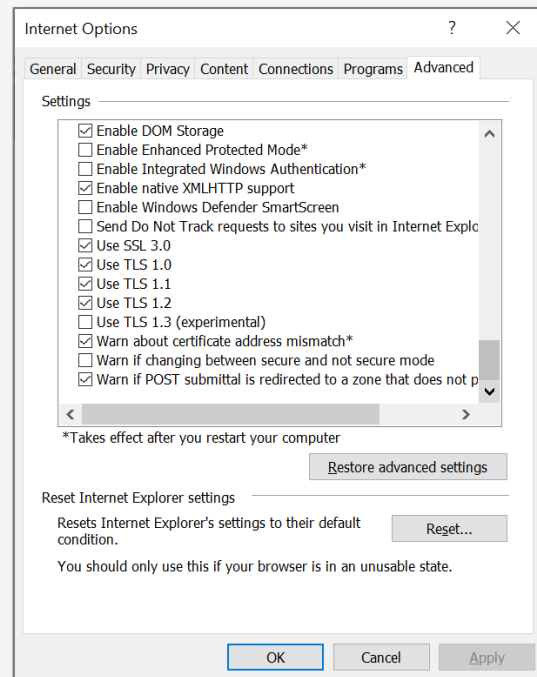 Internet Options ?
General Security Privacy Content Connections Programs Advanced
Settings
Enable DOM Storage
Enable Enhanced Protected Mode*
Enable Integrated Windows Authentication*
Enable native XMLHTTP support
Enable Windows Defender SmartScreen
Send Do Not Track requests to sites you visit in Internet Explo
Use SSL 3.0
Use TLS 1.0
Use TLS 1.1
Use TLS 1.2
Use TLS 1.3 (experimental)
Warn about certificate address mismatch*
Warn if changing between secure and not secure mode
Warn if POST submittal is redirected to a zone that does not p
*Takes effect after you restart your computer
Restore advanced settings
Reset Internet Explorer settings
Resets Internet Explorer's settings to their default
condition.
Reset...
You should only use this if your browser is in an unusable state.
OK Cancel Apply